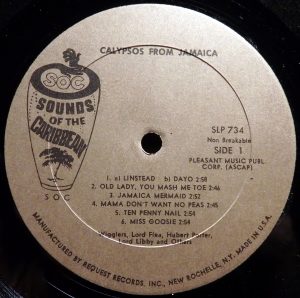 CALYPSOS FROM JAMAICA
SOC
SOUNDS
OF THE
CARIBBEAN
SOC
SLP 734
Non Breakable
SIDE 1
PLEASANT MUSIC PUBL.
CORP. (ASCAP)
1. a) LINSTEAD b) DAYO 2:58
2. OLD LADY, YOU MASH ME TOE 2:46
3. JAMAICA MERMAID 2:52
4. MAMA DON'T WANT NO PEAS 2:45
5. TEN PENNY NAIL 2:54
6. MISS GOOSIE 2:54
Wigglers, Lord Flea, Hubert Porter,
Lord Libby and Others
MANUFACTURED BY REQUEST RECORDS, INC., NEW ROCHELLE, N.Y. MADE IN U.S.A.